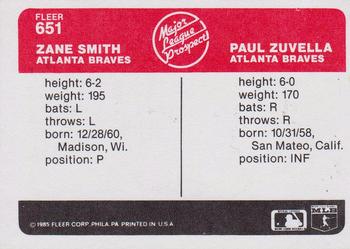 FLEER
651
Major
League
Prospect
ZANE SMITH
ATLANTA BRAVES
height: 6-2
weight: 195
bats: L
throws: L
born: 12/28/60,
Madison, Wi.
position: P
PAUL ZUVELLA
ATLANTA BRAVES
height: 6-0
weight: 170
bats: R
throws: R
born: 10/31/58,
San Mateo, Calif.
position: INF
© 1985 FLEER CORP. PHILA. PA. PRINTED IN U.S.A
MLB